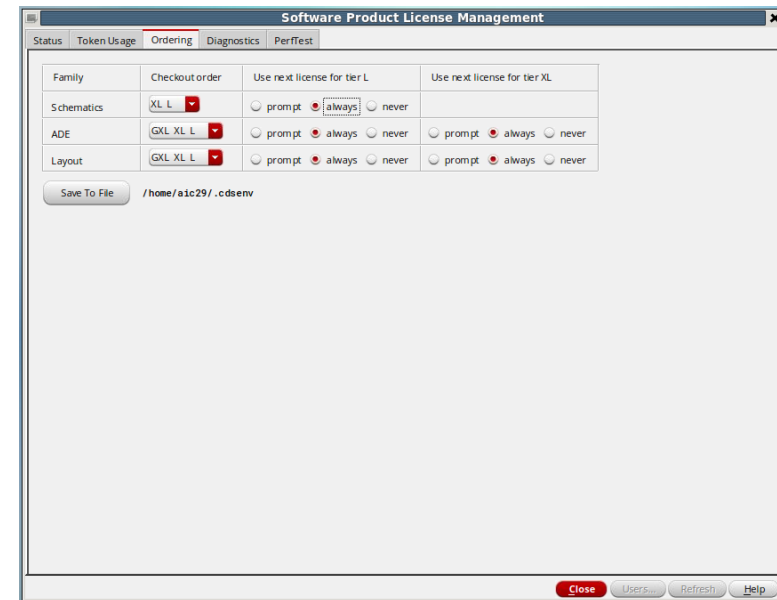 Software Product License Management
Status Token Usage Ordering Diagnostics PerfTest
Family Checkout order Use next license for tier L Use next license for tier XL
Schematics XL L prompt always never
ADE GXL XL L prompt always never prompt always never
Layout GXL XL L prompt always never prompt always never
Save To File /home/aic29/.cdsenv
Close Users... Refresh Help